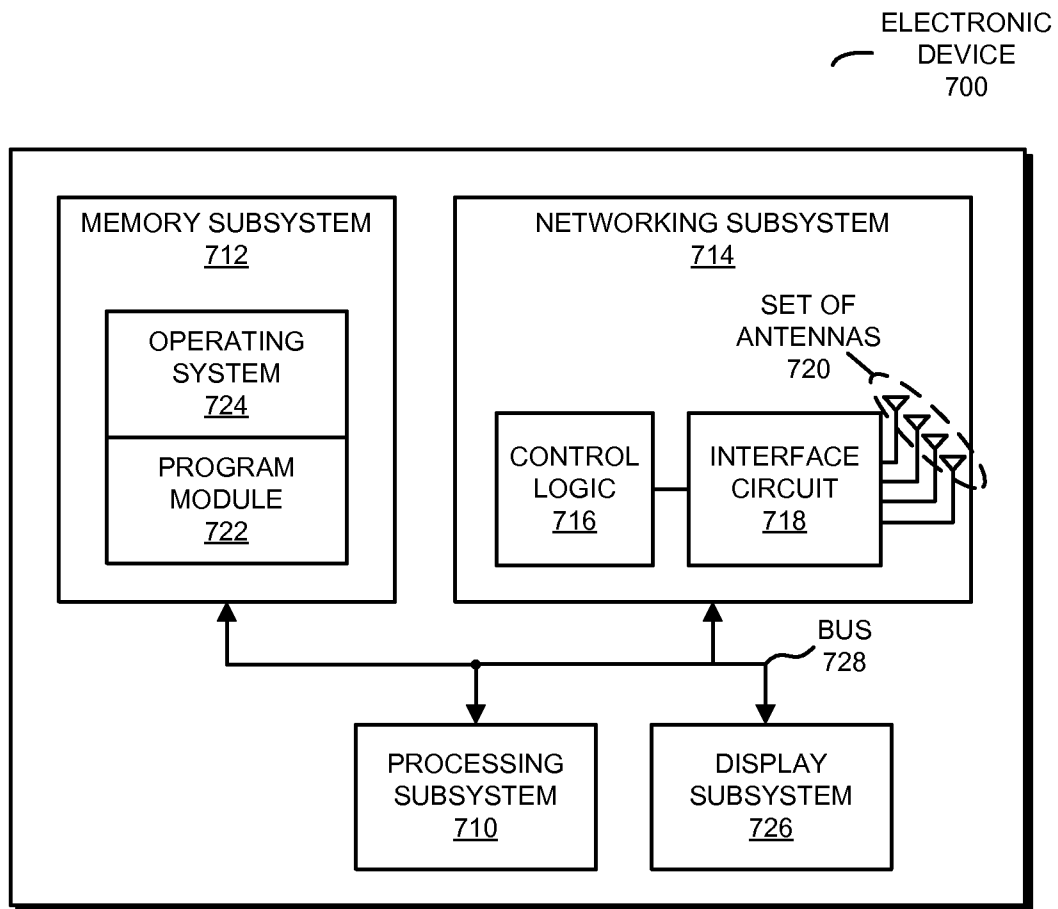 ELECTRONIC
DEVICE
700
MEMORY SUBSYSTEM
712
OPERATING
SYSTEM
724
PROGRAM
MODULE
722
NETWORKING SUBSYSTEM
714
SET OF
ANTENNAS
720
CONTROL
LOGIC
716
INTERFACE
CIRCUIT
718
BUS
728
PROCESSING
SUBSYSTEM
710
DISPLAY
SUBSYSTEM
726